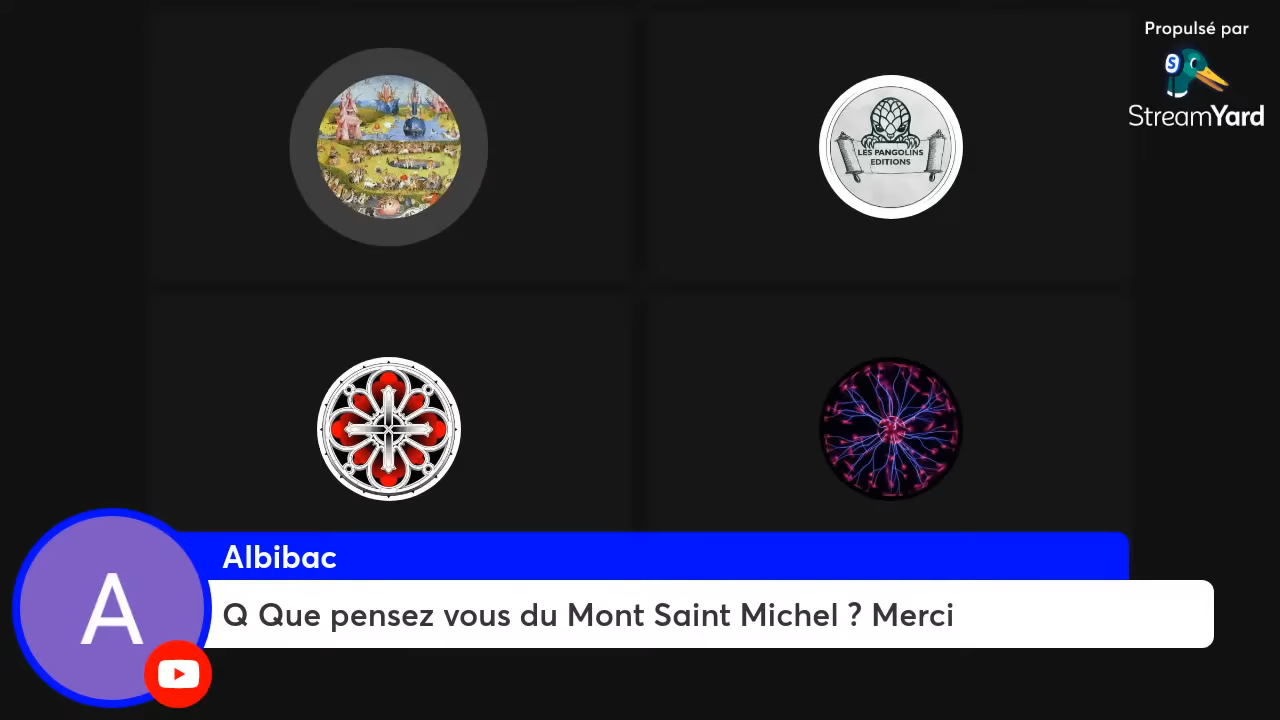 Propulsé par
S
StreamYard
LES PANGOLINS
EDITIONS
A
Albibac
Q Que pensez vous du Mont Saint Michel ? Merci